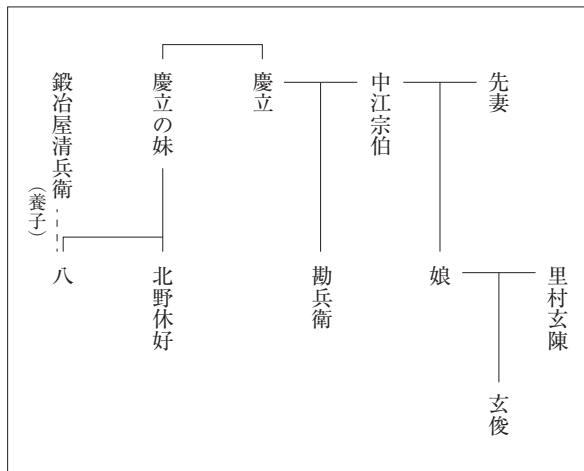 先妻
中江宗伯
慶立
慶立の妹
鍛冶屋清兵衛
（養子）
里村玄陳
娘
勘兵衛
北野休好
八
玄俊